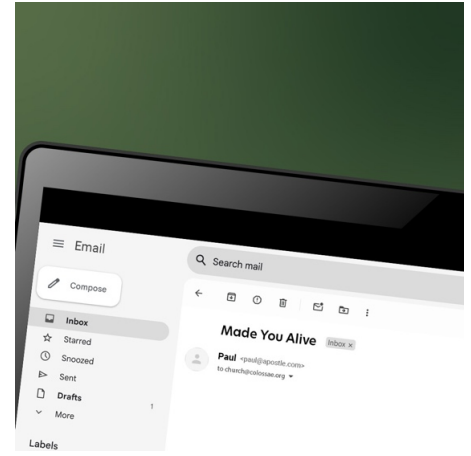 Email
Search mail
Compose
Inbox
Starred
Snoozed
Sent
Drafts 1
More
Labels
Made You Alive Inbox x
Paul <paul@apostle.com>
to church@colossae.org